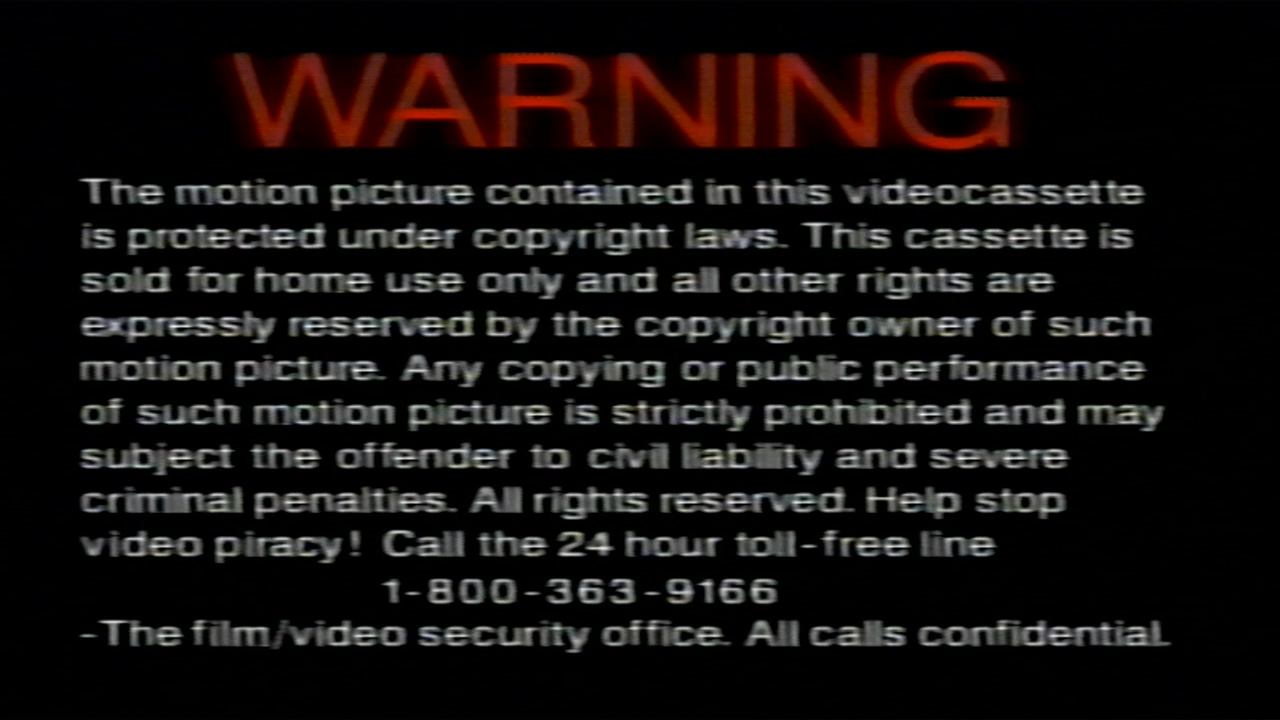 WARNING
The motion picture contained in this videocassette
is protected under copyright laws. This cassette is
sold for home use only and all other rights are
expressly reserved by the copyright owner of such
motion picture. Any copying or public performance
of such motion picture is strictly prohibited and may
subject the offender to civil liability and severe
criminal penalties. All rights reserved. Help stop
video piracy! Call the 24 hour toll-free line
1-800-363-9166
-The film/video security office. All calls confidential.